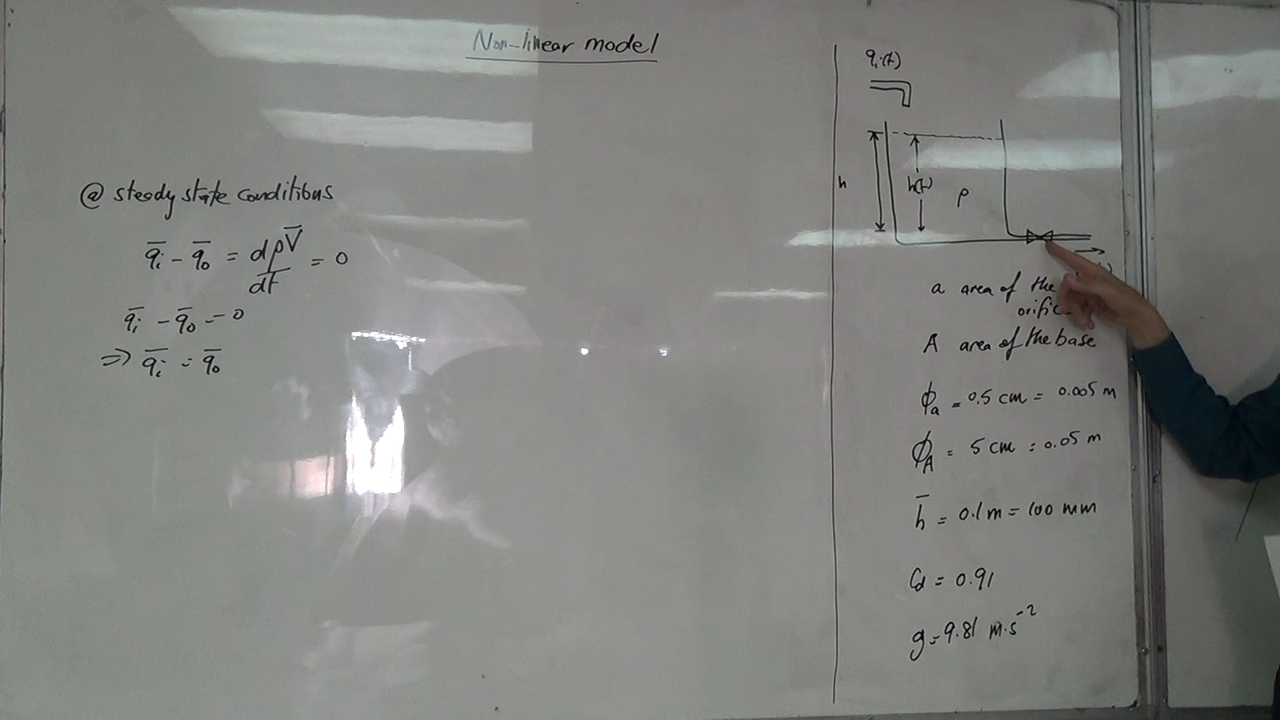 Non-linear model
@ steady state conditions
q̄i - q̄o = dρV̄/dt = 0
q̄i - q̄o = 0
⇒ q̄i = q̄o
qi(t)
h
h(t)
ρ
a area of the
orific
A area of the base
ϕa = 0.5 cm = 0.005 m
ϕA = 5 cm = 0.05 m
h̄ = 0.1 m = 100 mm
Cd = 0.91
g = 9.81 m.s⁻²